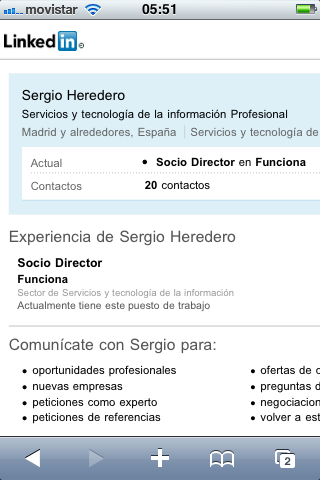 movistar 05:51
Linked in
Sergio Heredero
Servicios y tecnología de la información Profesional
Madrid y alrededores, España | Servicios y tecnología de
Actual • Socio Director en Funciona
Contactos 20 contactos
Experiencia de Sergio Heredero
Socio Director
Funciona
Sector de Servicios y tecnología de la información
Actualmente tiene este puesto de trabajo
Comunícate con Sergio para:
• oportunidades profesionales • ofertas de
• nuevas empresas • preguntas
• peticiones como experto • negociacion
• peticiones de referencias • volver a
2